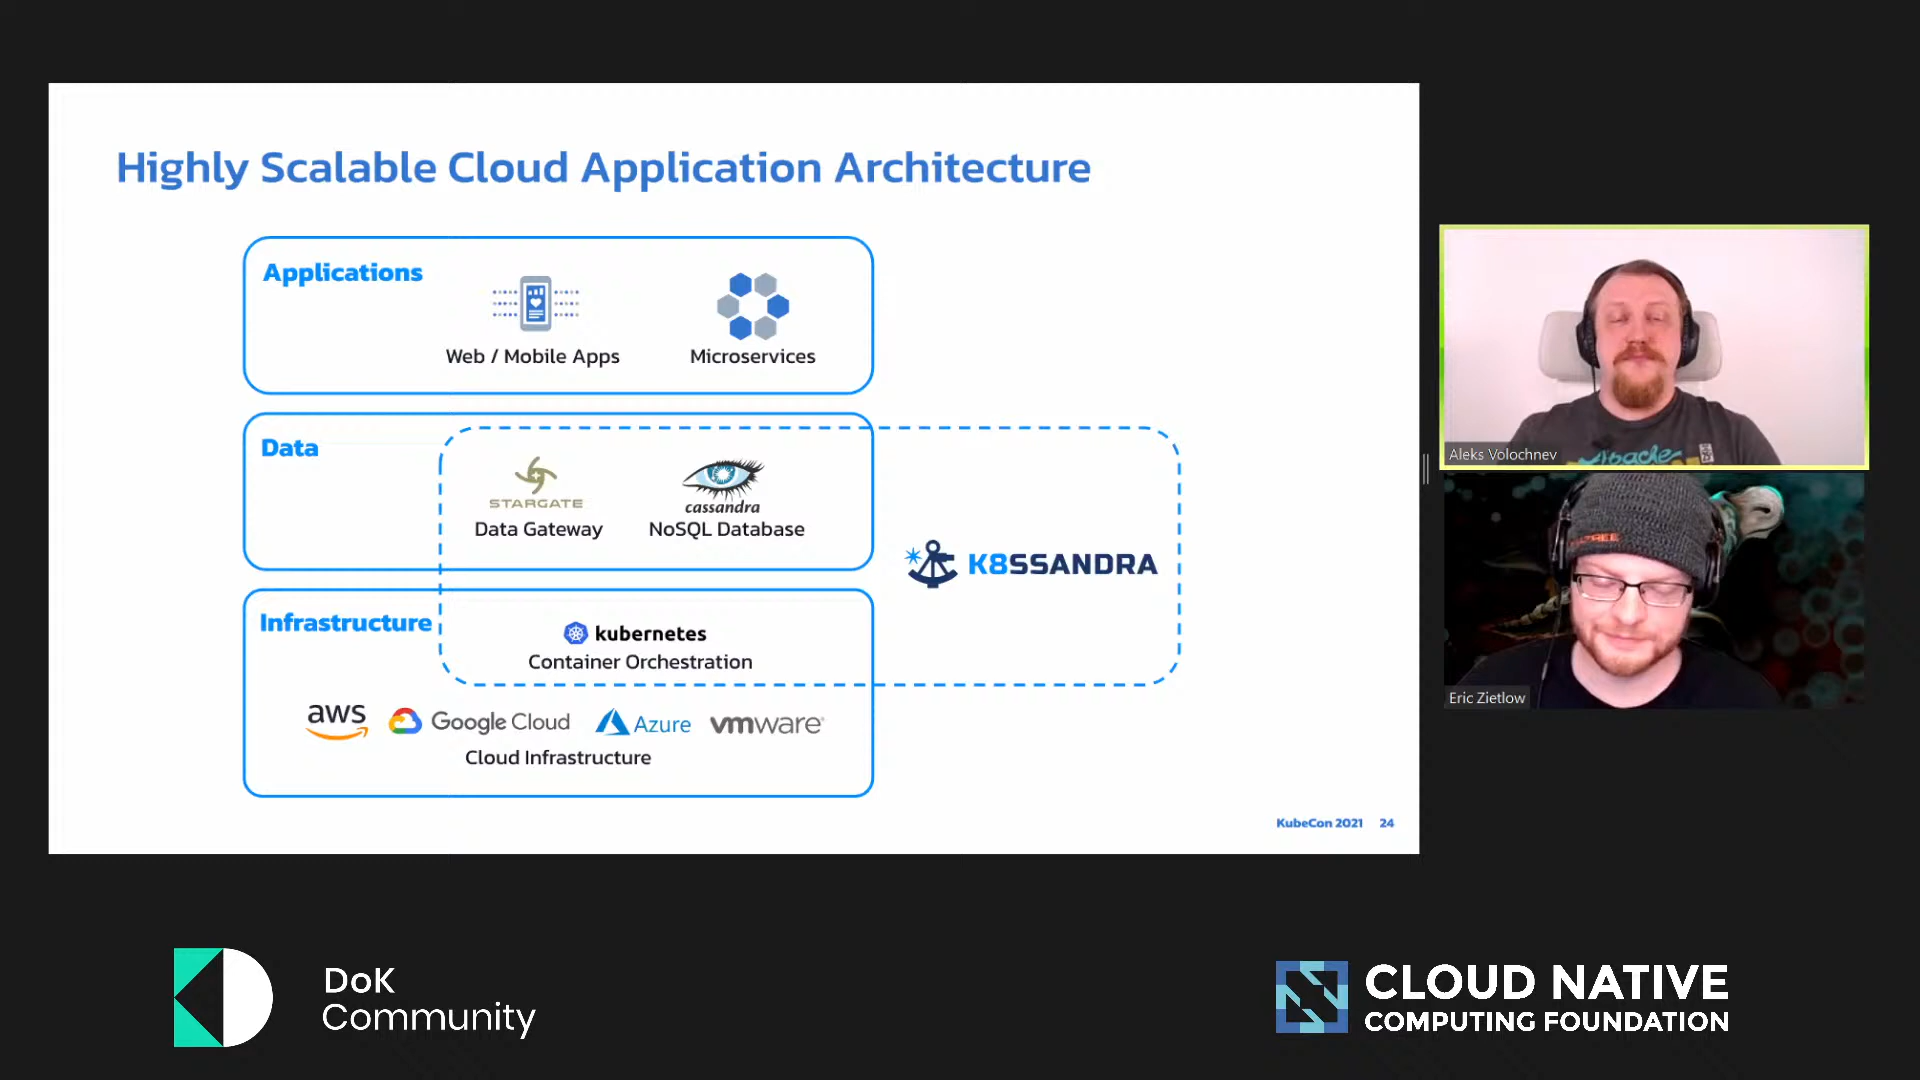 Highly Scalable Cloud Application Architecture
Applications
Web / Mobile Apps
Microservices
Data
STARGATE
Data Gateway
cassandra
NoSQL Database
K8SSANDRA
Infrastructure
kubernetes
Container Orchestration
aws
Google Cloud
Azure
vmware
Cloud Infrastructure
KubeCon 2021 24
Aleks Volochnev
Eric Zietlow
DoK
Community
CLOUD NATIVE
COMPUTING FOUNDATION